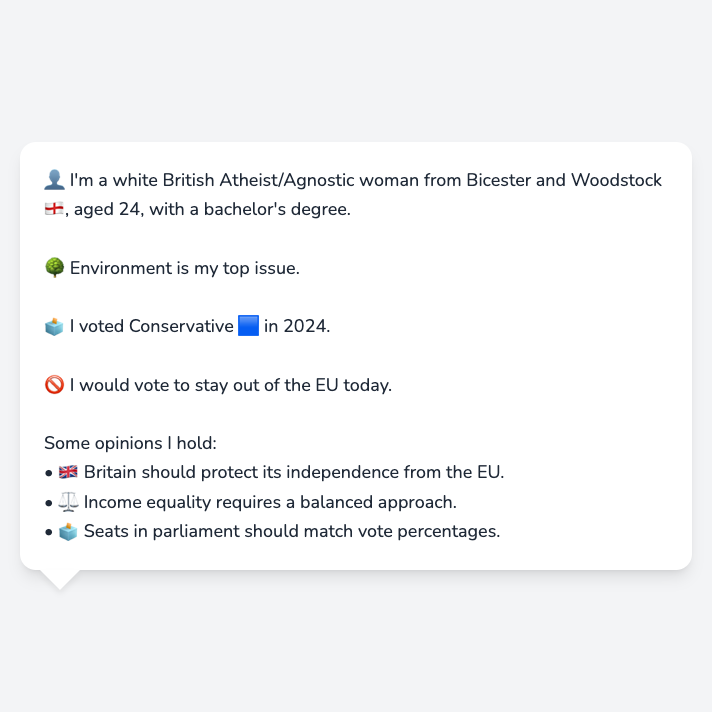 👤 I'm a white British Atheist/Agnostic woman from Bicester and Woodstock
🏴󠁧󠁢󠁥󠁮󠁧󠁿, aged 24, with a bachelor's degree.
🌳 Environment is my top issue.
🗳️ I voted Conservative 🟦 in 2024.
🚫 I would vote to stay out of the EU today.
Some opinions I hold:
• 🇬🇧 Britain should protect its independence from the EU.
• ⚖️ Income equality requires a balanced approach.
• 🗳️ Seats in parliament should match vote percentages.